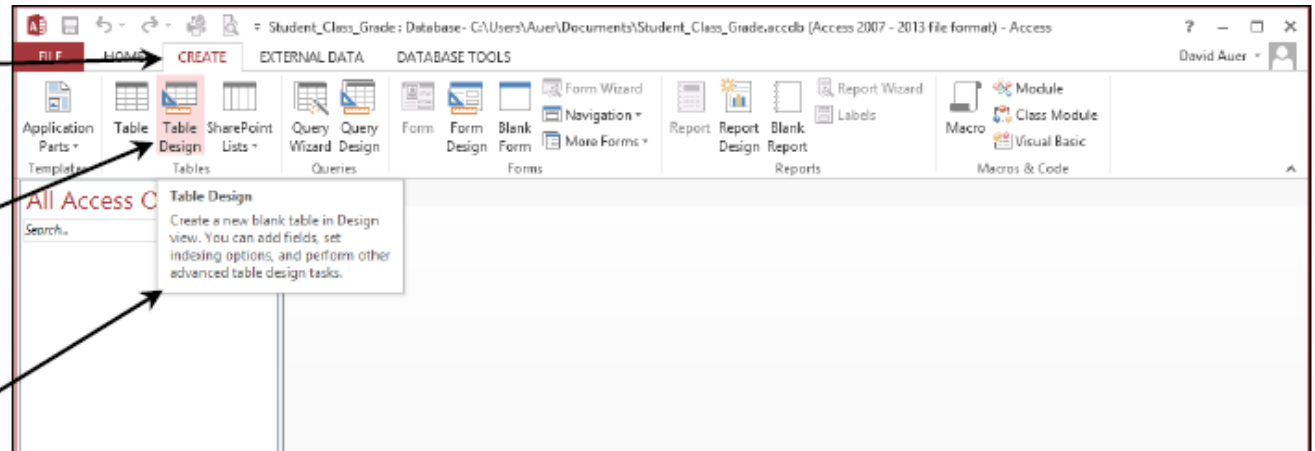 Student_Class_Grade : Database- C:\Users\Auer\Documents\Student_Class_Grade.accdb (Access 2007 - 2013 file format) - Access
FILE HOME CREATE EXTERNAL DATA DATABASE TOOLS David Auer
Application Parts Table Table Design SharePoint Lists Query Wizard Query Design Form Form Design Blank Form Form Wizard Navigation More Forms Report Report Design Blank Report Report Wizard Labels Macro Module Class Module Visual Basic
Templates Tables Queries Forms Reports Macros & Code
All Access O
Search..
Table Design
Create a new blank table in Design
view. You can add fields, set
indexing options, and perform other
advanced table design tasks.